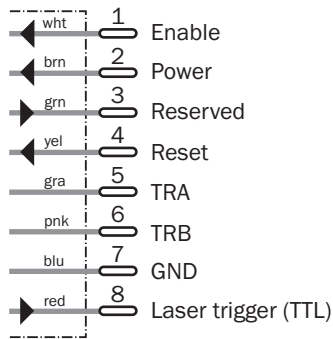 wht 1 Enable
brn 2 Power
grn 3 Reserved
yel 4 Reset
gra 5 TRA
pnk 6 TRB
blu 7 GND
red 8 Laser trigger (TTL)